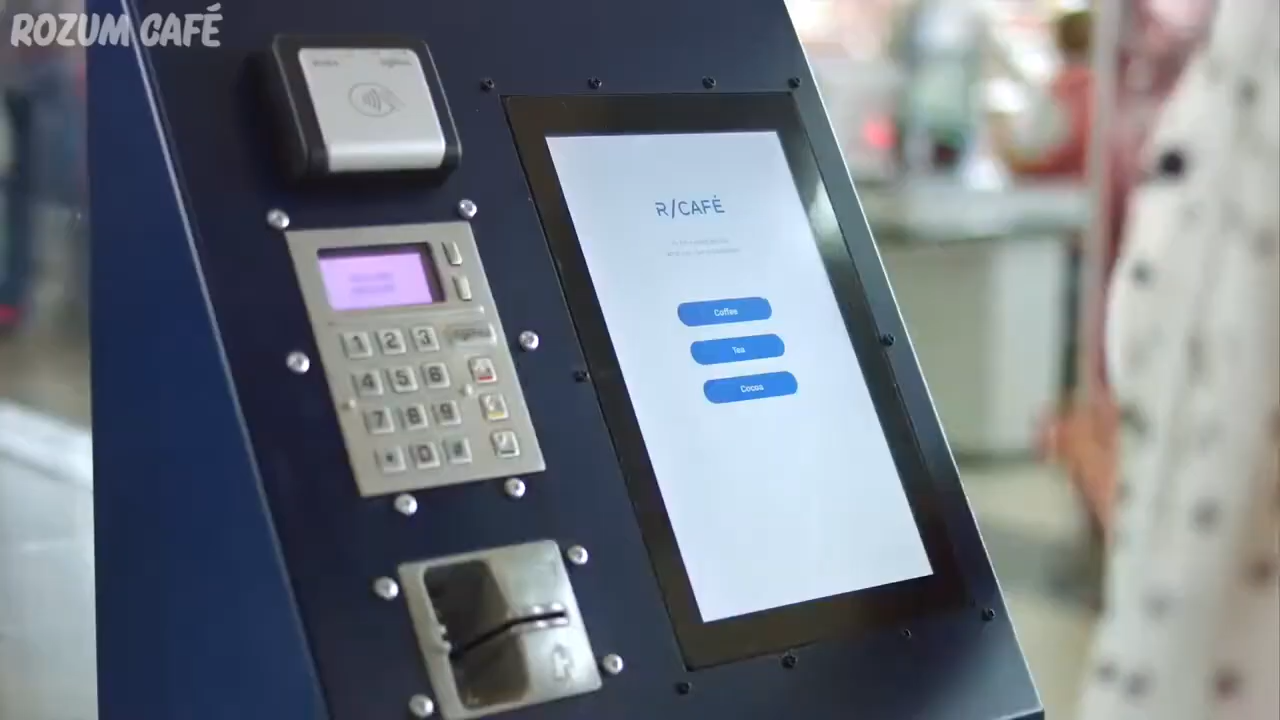 ROZUM CAFÉ
R/CAFÉ
Coffee
Tea
Cocoa
1 2 3
4 5 6
7 8 9
* 0 #